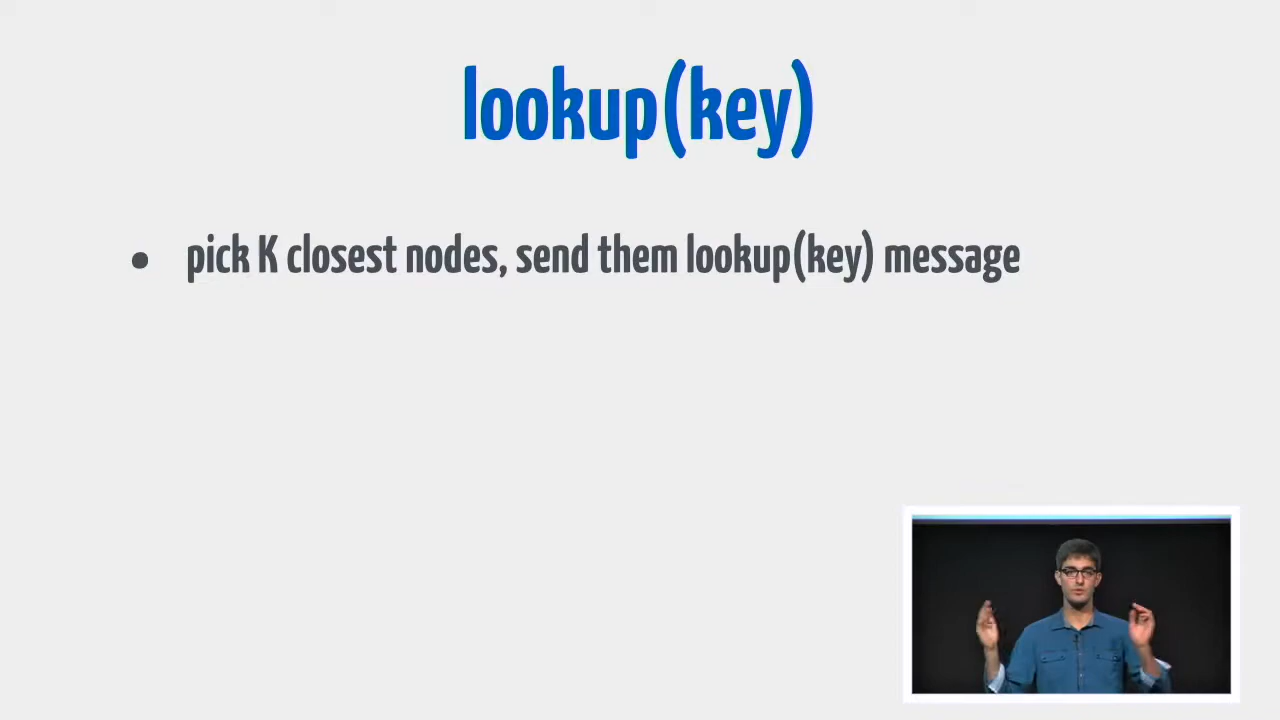 lookup(key)
● pick K closest nodes, send them lookup(key) message